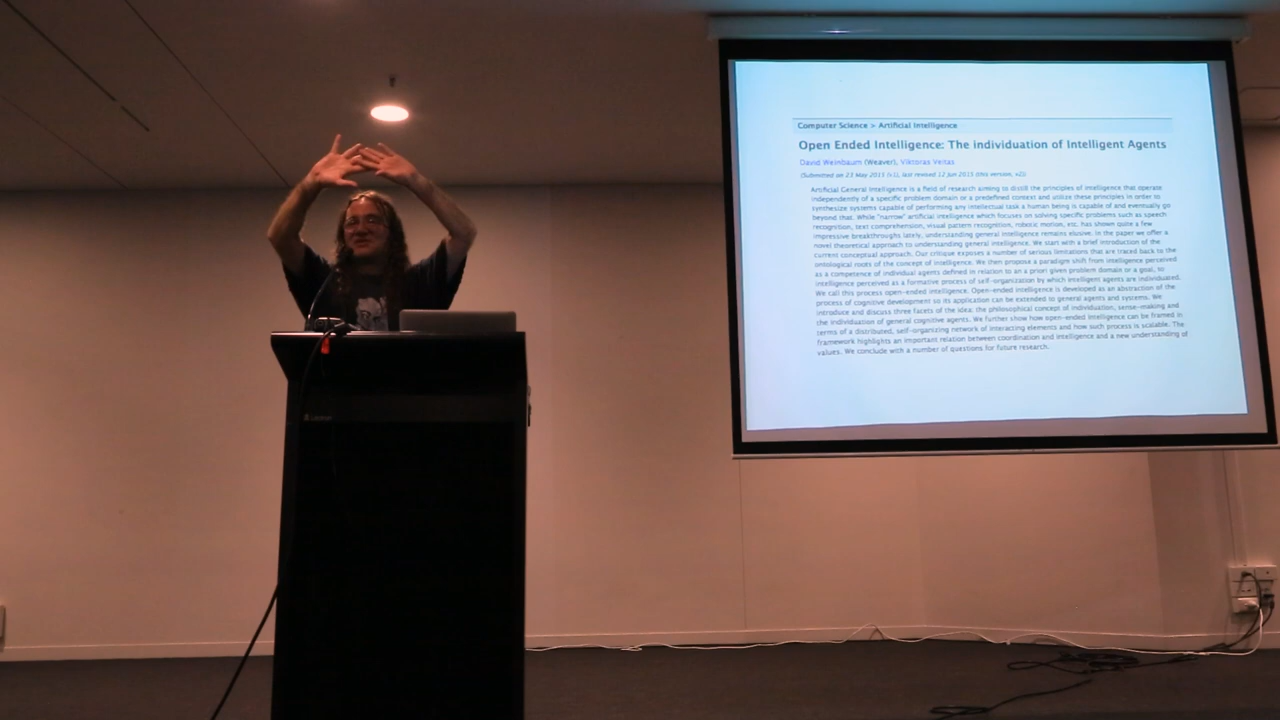 Computer Science > Artificial Intelligence
Open Ended Intelligence: The individuation of Intelligent Agents
David Weinbaum (Weaver), Viktoras Veitas
(Submitted on 23 May 2015 (v1), last revised 12 Jun 2015 (this version, v2))
Artificial General Intelligence is a field of research aiming to distill the principles of intelligence that operate
independently of a specific problem domain or a predefined context and utilize these principles in order to
synthesize systems capable of performing any intellectual task a human being is capable of and eventually go
beyond that. While "narrow" artificial intelligence which focuses on solving specific problems such as speech
recognition, text comprehension, visual pattern recognition, robotic motion, etc. has shown quite a few
impressive breakthroughs lately, understanding general intelligence remains elusive. In the paper we offer a
novel theoretical approach to understanding general intelligence. We start with a brief introduction of the
current conceptual approach. Our critique exposes a number of serious limitations that are traced back to the
ontological roots of the concept of intelligence. We then propose a paradigm shift from intelligence perceived
as a competence of individual agents defined in relation to an a priori given problem domain or a goal, to
intelligence perceived as a formative process of self-organization by which intelligent agents are individuated.
We call this process open-ended intelligence. Open-ended intelligence is developed as an abstraction of the
process of cognitive development so its application can be extended to general agents and systems. We
introduce and discuss three facets of the idea: the philosophical concept of individuation, sense-making and
the individuation of general cognitive agents. We further show how open-ended intelligence can be framed in
terms of a distributed, self-organizing network of interacting elements and how such process is scalable. The
framework highlights an important relation between coordination and intelligence and a new understanding of
values. We conclude with a number of questions for future research.